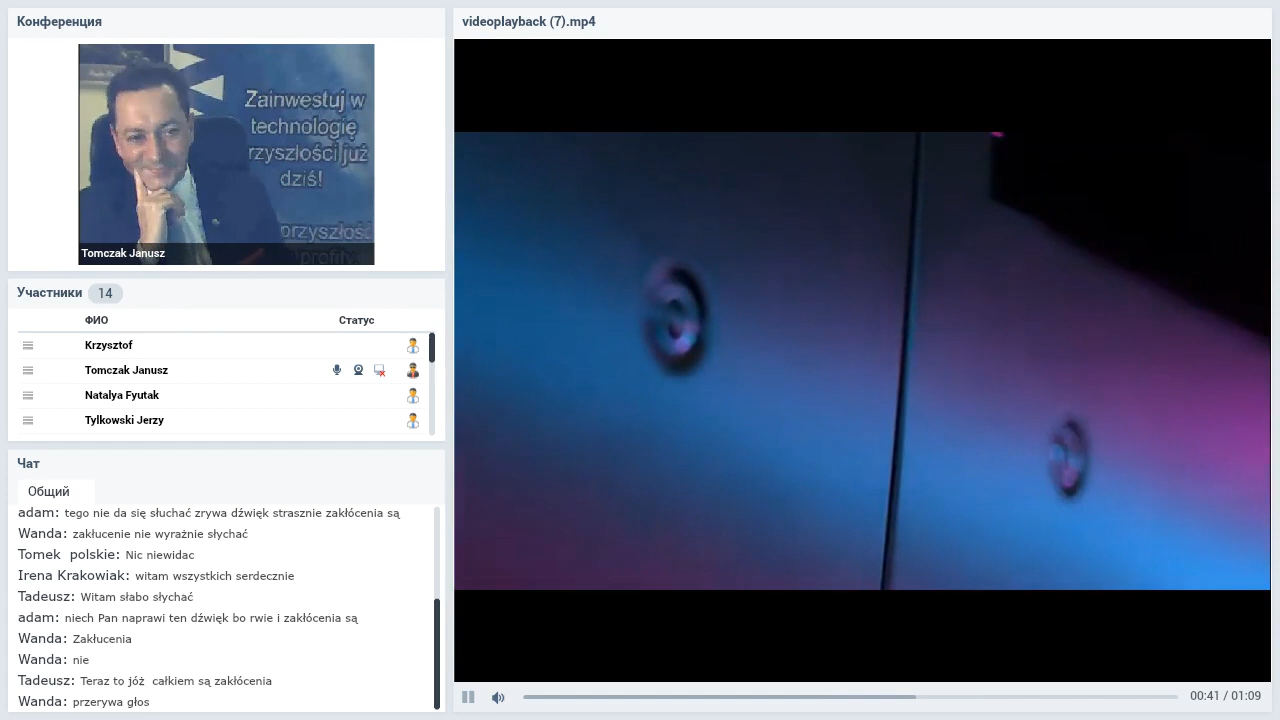 Конференция
Zainwestuj w
technologię
rzyszłości już
dziś!
przyszłość
profity
Tomczak Janusz
Участники 14
ФИО Статус
Krzysztof
Tomczak Janusz
Natalya Fyutak
Tylkowski Jerzy
Чат
Общий
adam: tego nie da się słuchać zrywa dźwięk strasznie zakłócenia są
Wanda: zakłucenie nie wyrażnie słychać
Tomek polskie: Nic niewidac
Irena Krakowiak: witam wszystkich serdecznie
Tadeusz: Witam słabo słychać
adam: niech Pan naprawi ten dźwięk bo rwie i zakłócenia są
Wanda: Zakłucenia
Wanda: nie
Tadeusz: Teraz to jóż całkiem są zakłócenia
Wanda: przerywa głos
videoplayback (7).mp4
00:41 / 01:09